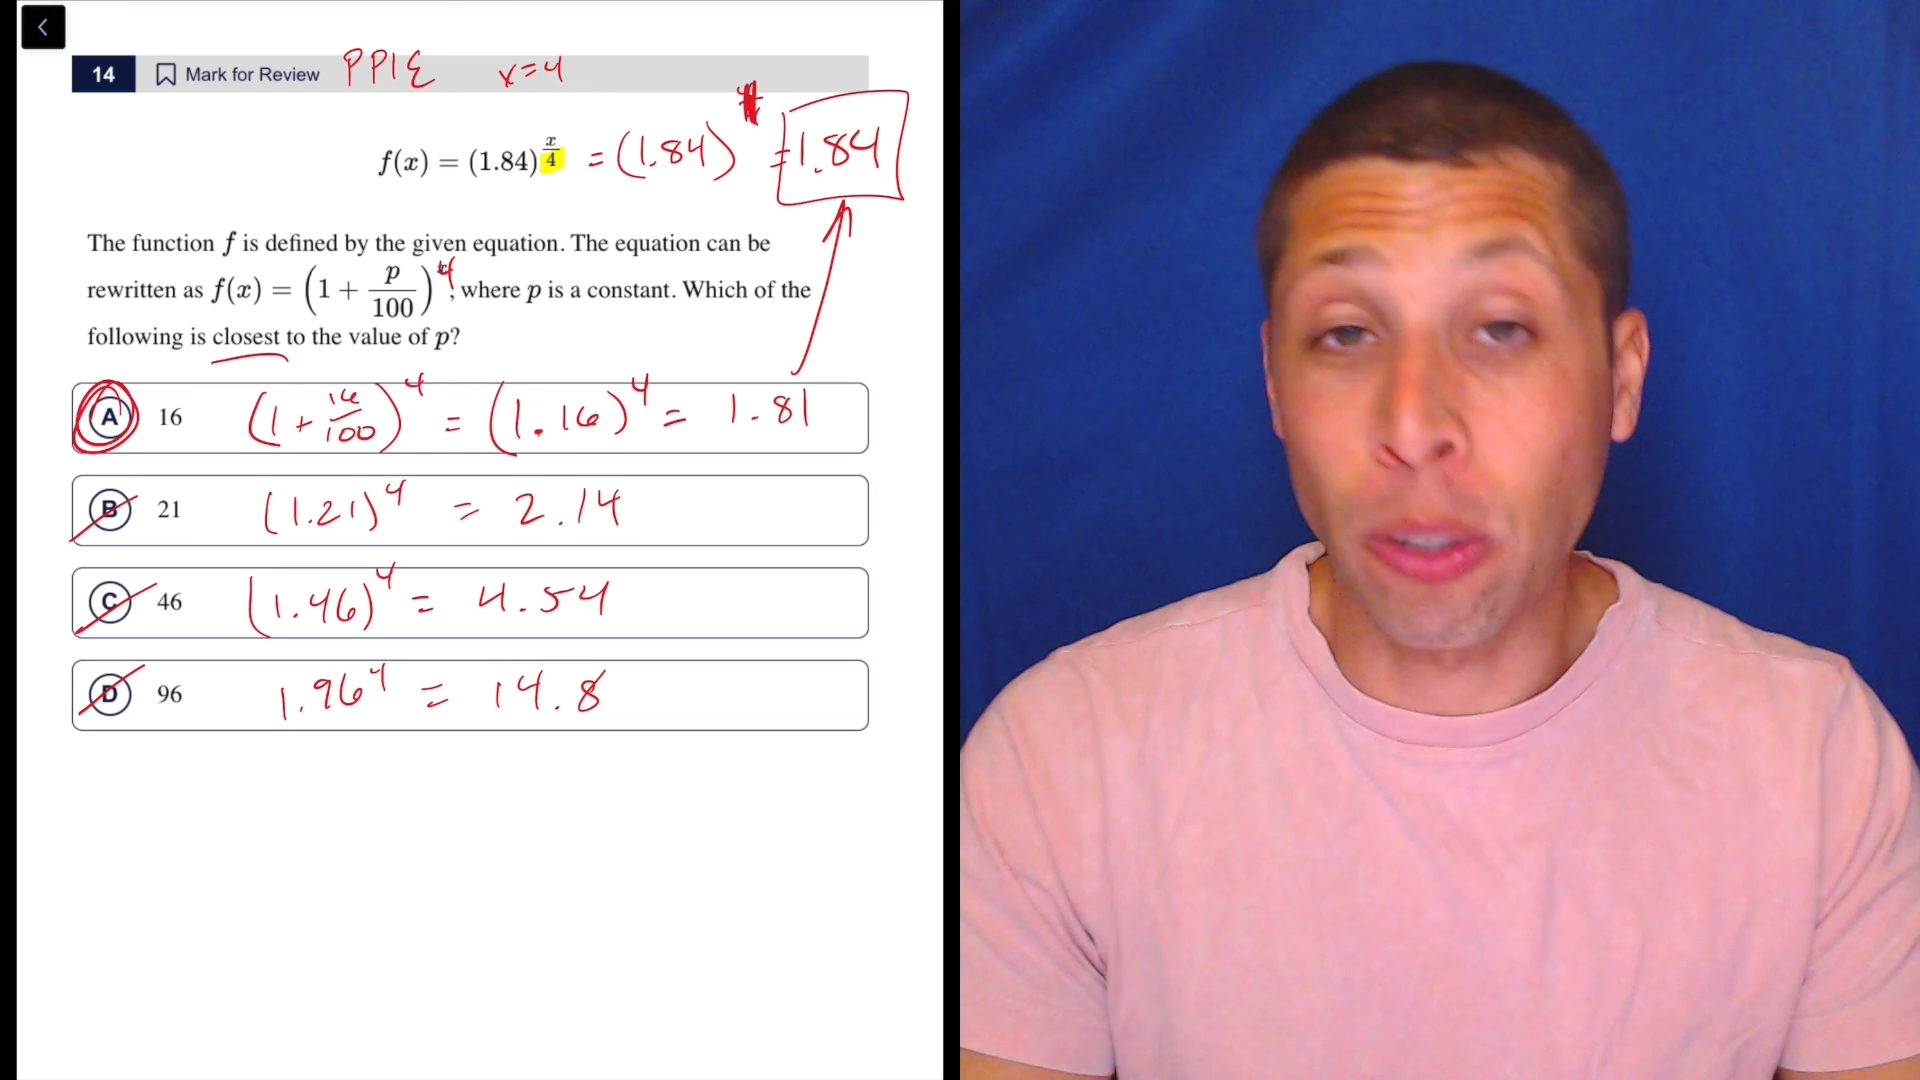 14 Mark for Review PPIE x=4
f(x) = (1.84)^(x/4) = (1.84) = 1.84
The function f is defined by the given equation. The equation can be
rewritten as f(x) = (1 + p/100)^4, where p is a constant. Which of the
following is closest to the value of p?
A 16 (1 + 16/100)^4 = (1.16)^4 = 1.81
B 21 (1.21)^4 = 2.14
C 46 (1.46)^4 = 4.54
D 96 1.96^4 = 14.8